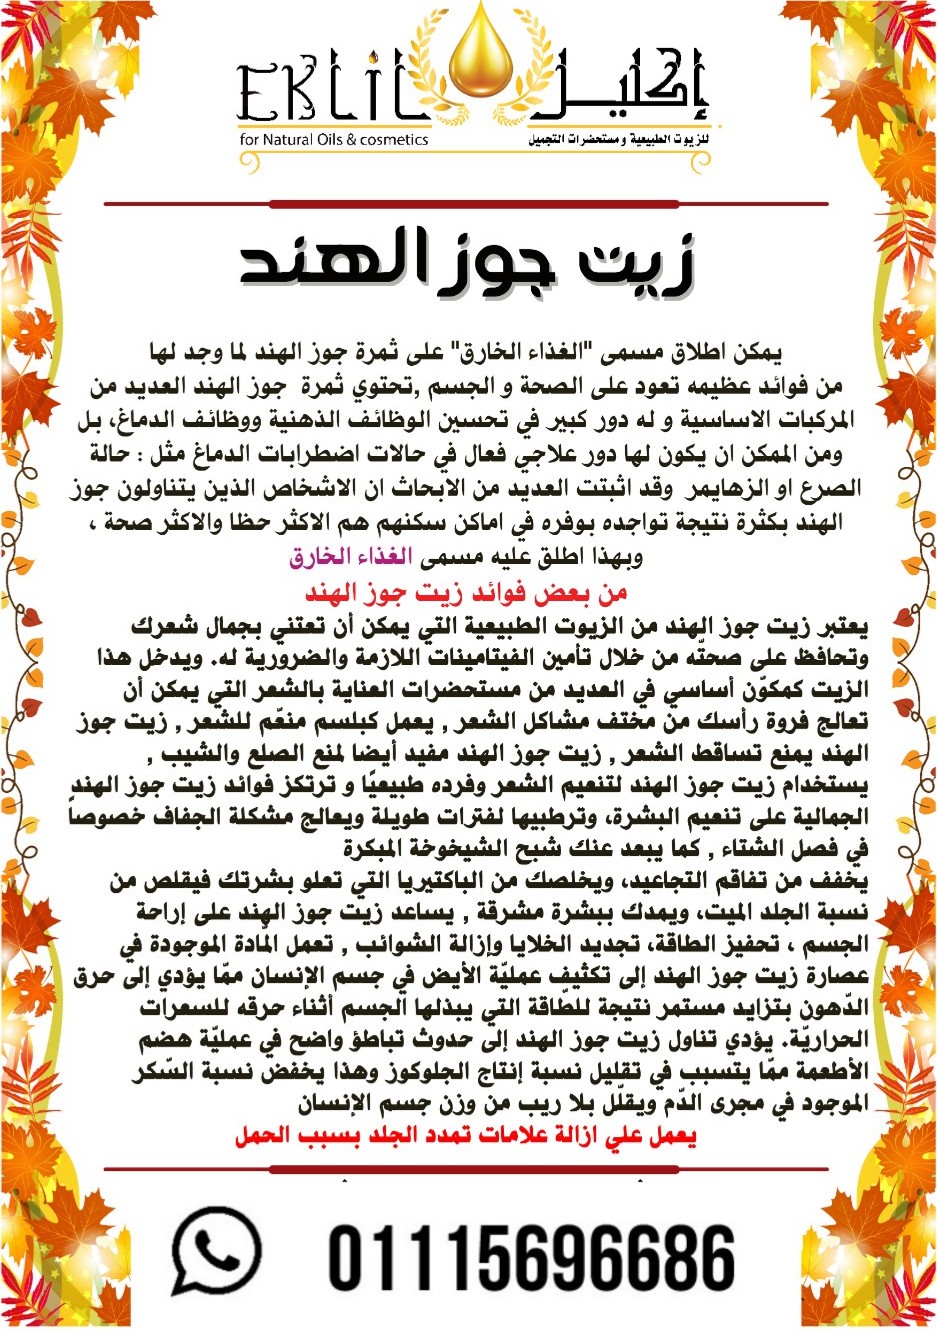 EKLIL
إكليل
for Natural Oils & cosmetics
للزيوت الطبيعية ومستحضرات التجميل
زيت جوز الهند
يمكن اطلاق مسمى "الغذاء الخارق" على ثمرة جوز الهند لما وجد لها
من فوائد عظيمه تعود على الصحة و الجسم ,تحتوي ثمرة جوز الهند العديد من
المركبات الاساسية و له دور كبير في تحسين الوظائف الذهنية ووظائف الدماغ، بل
ومن الممكن ان يكون لها دور علاجي فعال في حالات اضطرابات الدماغ مثل : حالة
الصرع او الزهايمر وقد اثبتت العديد من الابحاث ان الاشخاص الذين يتناولون جوز
الهند بكثرة نتيجة تواجده بوفره في اماكن سكنهم هم الاكثر حظا والاكثر صحة ،
وبهذا اطلق عليه مسمى الغذاء الخارق
من بعض فوائد زيت جوز الهند
يعتبر زيت جوز الهند من الزيوت الطبيعية التي يمكن أن تعتني بجمال شعرك
وتحافظ على صحتّه من خلال تأمين الفيتامينات اللازمة والضرورية له. ويدخل هذا
الزيت كمكوّن أساسي في العديد من مستحضرات العناية بالشعر التي يمكن أن
تعالج فروة رأسك من مختف مشاكل الشعر , يعمل كبلسم منعّم للشعر , زيت جوز
الهند يمنع تساقط الشعر , زيت جوز الهند مفيد أيضا لمنع الصلع والشيب ,
يستخدام زيت جوز الهند لتنعيم الشعر وفرده طبيعيًا و ترتكز فوائد زيت جوز الهند
الجمالية على تنعيم البشرة، وترطبيها لفترات طويلة ويعالج مشكلة الجفاف خصوصاً
في فصل الشتاء , كما يبعد عنك شبح الشيخوخة المبكرة
يخفف من تفاقم التجاعيد، ويخلصك من الباكتيريا التي تعلو بشرتك فيقلص من
نسبة الجلد الميت، ويمدك ببشرة مشرقة , يساعد زيت جوز الهند على إراحة
الجسم ، تحفيز الطاقة، تجديد الخلايا وإزالة الشوائب , تعمل المادة الموجودة في
عصارة زيت جوز الهند إلى تكثيف عمليّة الأيض في جسم الإنسان ممّا يؤدي إلى حرق
الدّهون بتزايد مستمر نتيجة للطّاقة التي يبذلها الجسم أثناء حرقه للسعرات
الحراريّة. يؤدي تناول زيت جوز الهند إلى حدوث تباطؤ واضح في عمليّة هضم
الأطعمة ممّا يتسبب في تقليل نسبة إنتاج الجلوكوز وهذا يخفض نسبة السّكر
الموجود في مجرى الدّم ويقلّل بلا ريب من وزن جسم الإنسان
يعمل علي ازالة علامات تمدد الجلد بسبب الحمل
01115696686